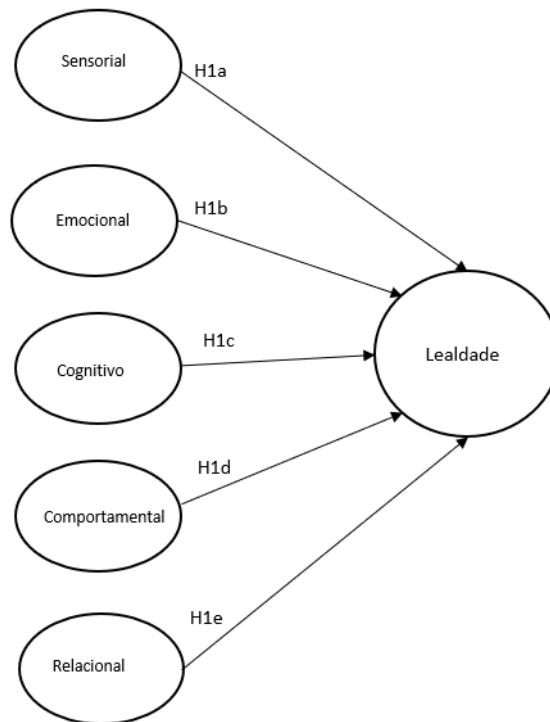 Sensorial
H1a
Emocional
H1b
Cognitivo
H1c
Lealdade
Comportamental
H1d
Relacional
H1e